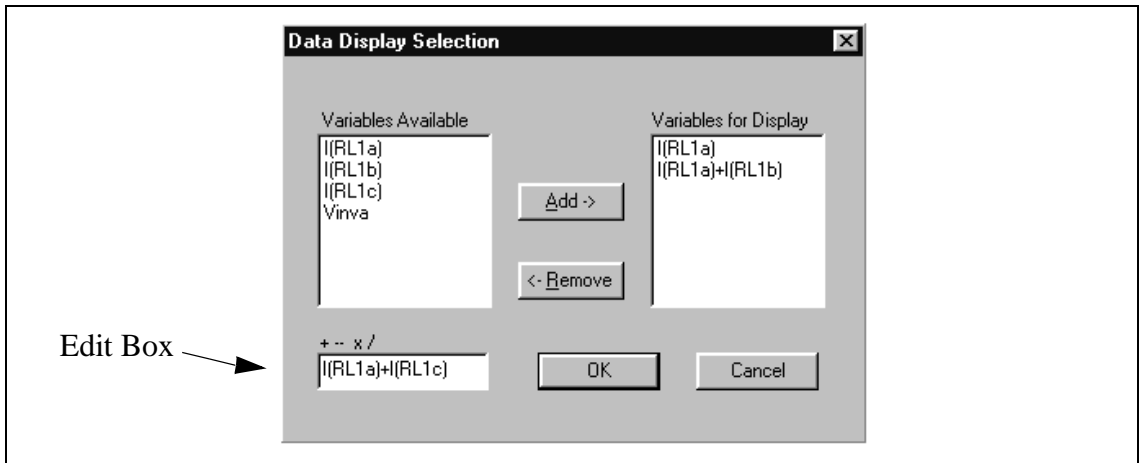 Data Display Selection
Variables Available
I(RL1a)
I(RL1b)
I(RL1c)
Vinva
Add ->
<- Remove
Variables for Display
I(RL1a)
I(RL1a)+I(RL1b)
Edit Box
+ -- x /
I(RL1a)+I(RL1c)
OK
Cancel